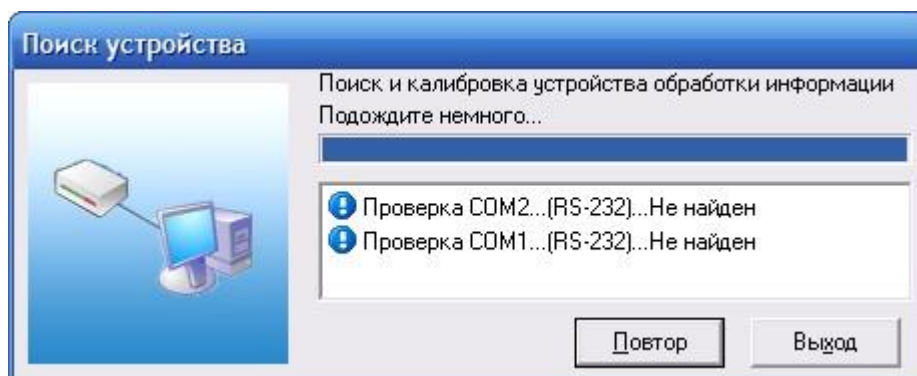 Поиск устройства
Поиск и калибровка устройства обработки информации
Подождите немного...
Проверка COM2...(RS-232)...Не найден
Проверка COM1...(RS-232)...Не найден
Повтор
Выход